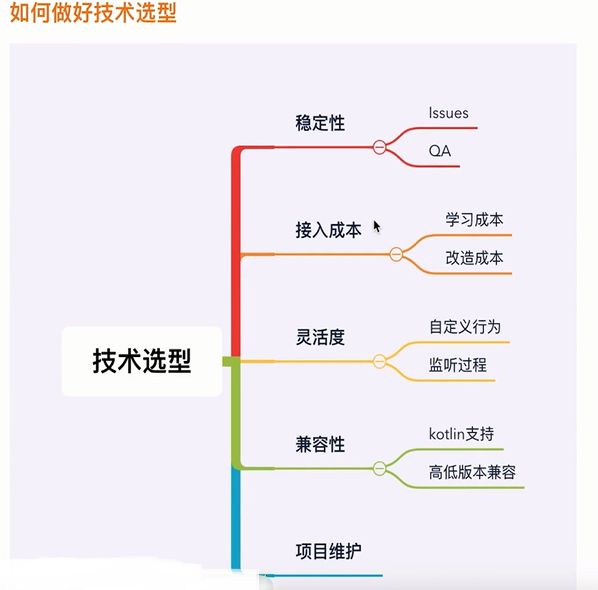 如何做好技术选型
稳定性
Issues
QA
接入成本
学习成本
改造成本
灵活度
自定义行为
监听过程
技术选型
兼容性
kotlin支持
高低版本兼容
项目维护